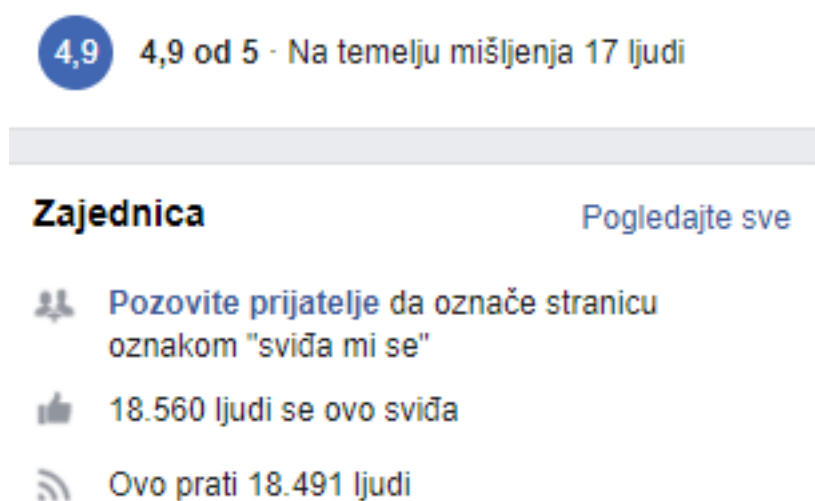 4,9 4,9 od 5 · Na temelju mišljenja 17 ljudi
Zajednica Pogledajte sve
Pozovite prijatelje da označe stranicu
oznakom "sviđa mi se"
18.560 ljudi se ovo sviđa
Ovo prati 18.491 ljudi